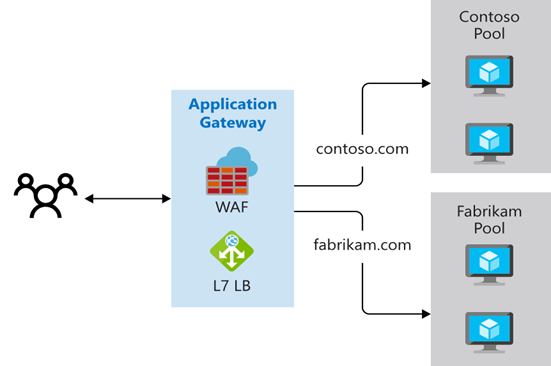 Contoso
Pool
Application
Gateway
contoso.com
WAF
Fabrikam
Pool
fabrikam.com
L7 LB